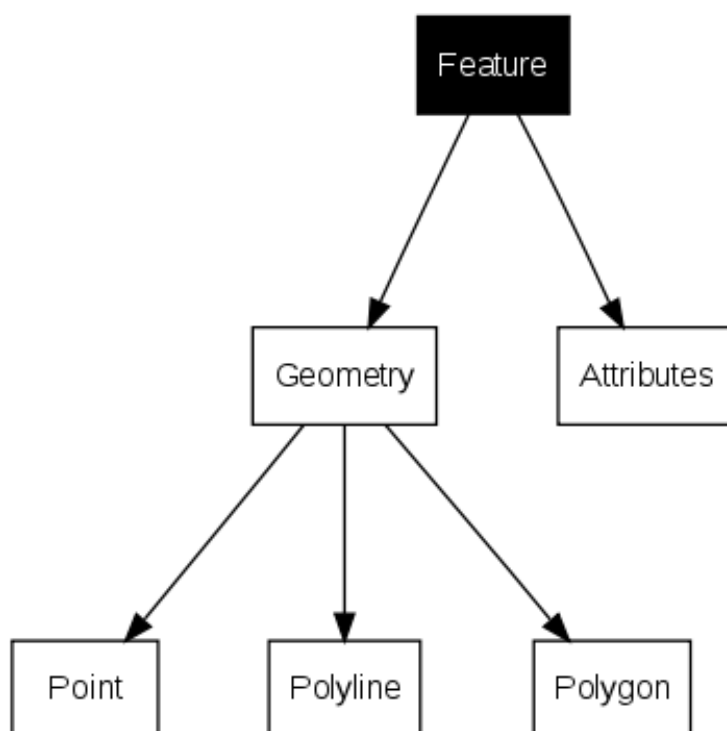 Feature
Geometry
Attributes
Point
Polyline
Polygon